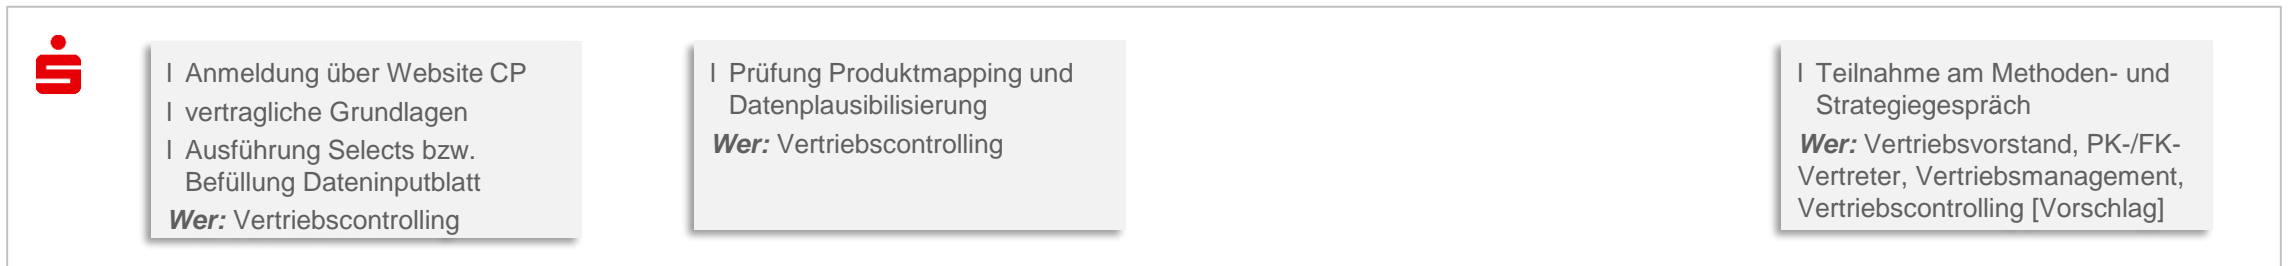 l Anmeldung über Website CP
l vertragliche Grundlagen
l Ausführung Selects bzw.
Befüllung Dateninputblatt
Wer: Vertriebscontrolling
l Prüfung Produktmapping und
Datenplausibilisierung
Wer: Vertriebscontrolling
l Teilnahme am Methoden- und
Strategiegespräch
Wer: Vertriebsvorstand, PK-/FK-
Vertreter, Vertriebsmanagement,
Vertriebscontrolling [Vorschlag]